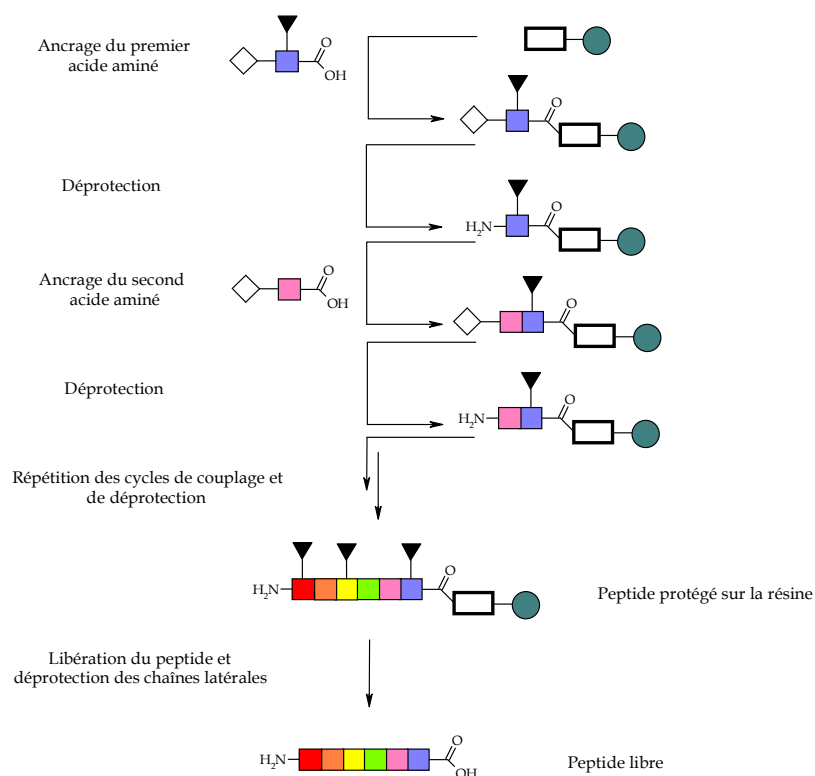 Ancrage du premier
acide aminé
O
OH
O
Déprotection
O
H₂N
Ancrage du second
acide aminé
O
OH
O
Déprotection
O
H₂N
Répétition des cycles de couplage et
de déprotection
O
H₂N
Peptide protégé sur la résine
Libération du peptide et
déprotection des chaînes latérales
O
H₂N
OH
Peptide libre